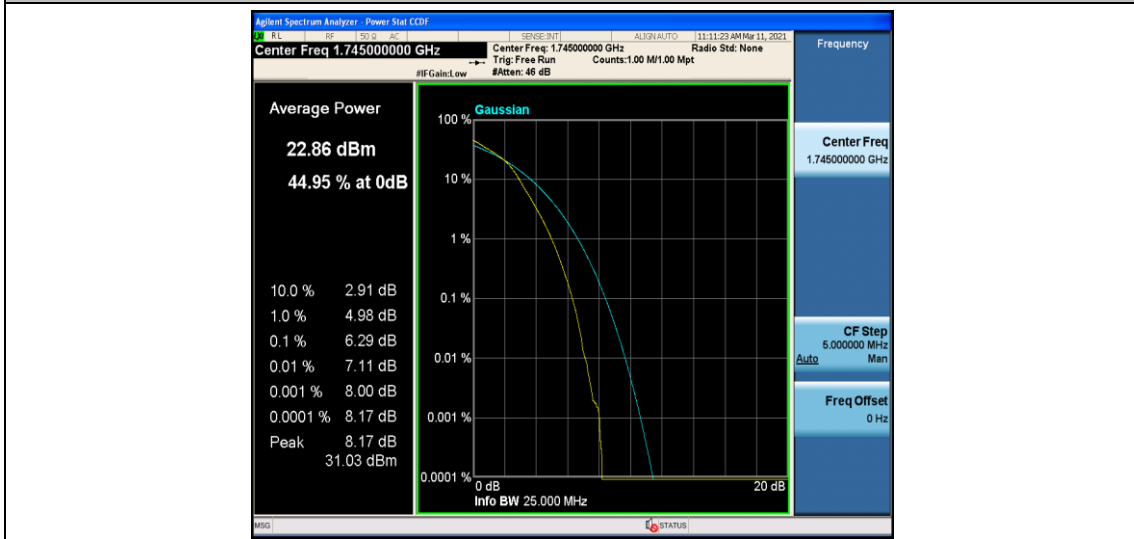 Agilent Spectrum Analyzer - Power Stat CCDF
RL RF 50 Ω AC SENSE:INT ALIGN AUTO 11:11:23 AM Mar 11, 2021
Center Freq 1.745000000 GHz
Center Freq: 1.745000000 GHz Radio Std: None
Trig: Free Run Counts:1.00 M/1.00 Mpt
#IFGain:Low #Atten: 46 dB
Frequency
Average Power
22.86 dBm
44.95 % at 0dB
10.0 % 2.91 dB
1.0 % 4.98 dB
0.1 % 6.29 dB
0.01 % 7.11 dB
0.001 % 8.00 dB
0.0001 % 8.17 dB
Peak 8.17 dB
31.03 dBm
Gaussian
100 %
10 %
1 %
0.1 %
0.01 %
0.001 %
0.0001 %
0 dB 20 dB
Info BW 25.000 MHz
Center Freq
1.745000000 GHz
CF Step
5.000000 MHz
Auto Man
Freq Offset
0 Hz
MSG STATUS